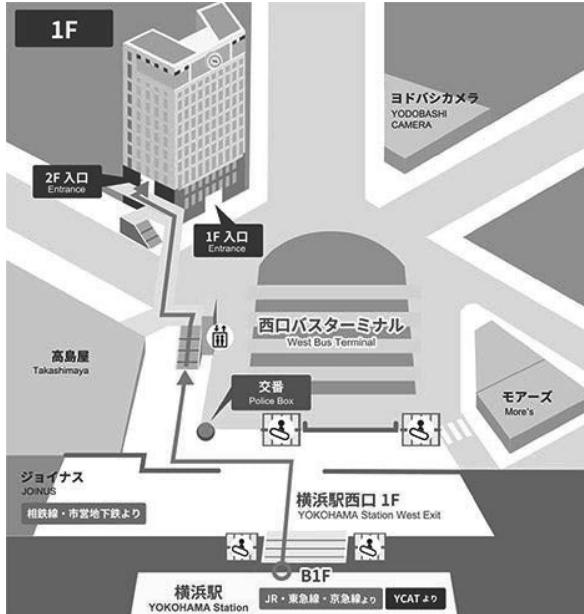 1F
ヨドバシカメラ
YODOBASHI
CAMERA
2F 入口
Entrance
1F 入口
Entrance
西口バスターミナル
West Bus Terminal
高島屋
Takashimaya
交番
Police Box
モアーズ
More's
ジョイナス
JOINUS
相鉄線・市営地下鉄より
横浜駅西口 1F
YOKOHAMA Station West Exit
B1F
横浜駅
YOKOHAMA Station
JR・東急線・京急線より
YCAT より